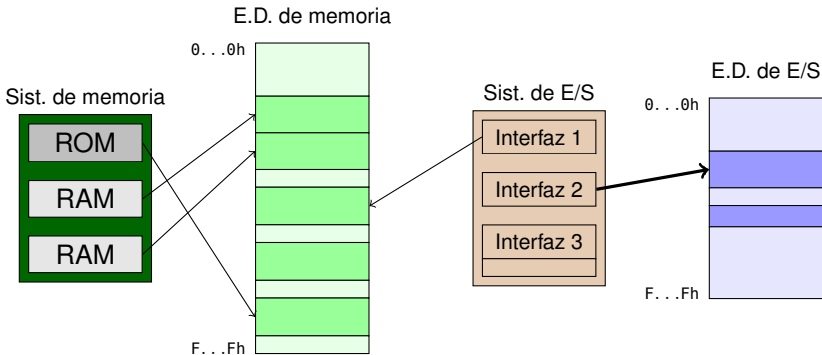 E.D. de memoria
0...0h
F...Fh
Sist. de memoria
ROM
RAM
RAM
Sist. de E/S
Interfaz 1
Interfaz 2
Interfaz 3
E.D. de E/S
0...0h
F...Fh